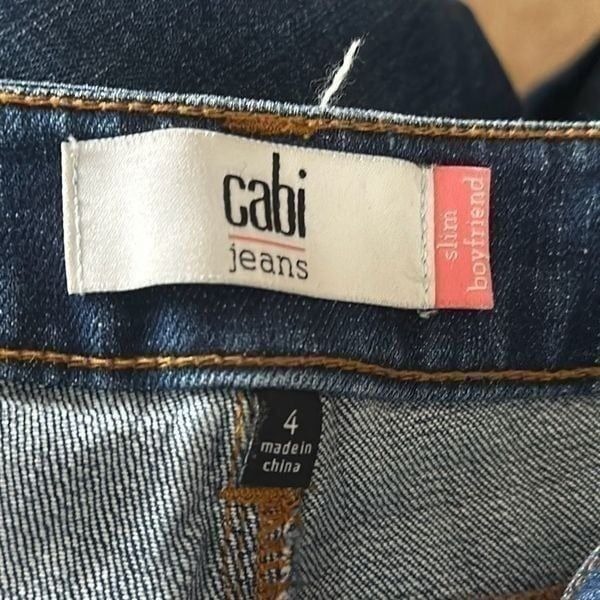 cabi
jeans
slim
boyfriend
4
made in
china